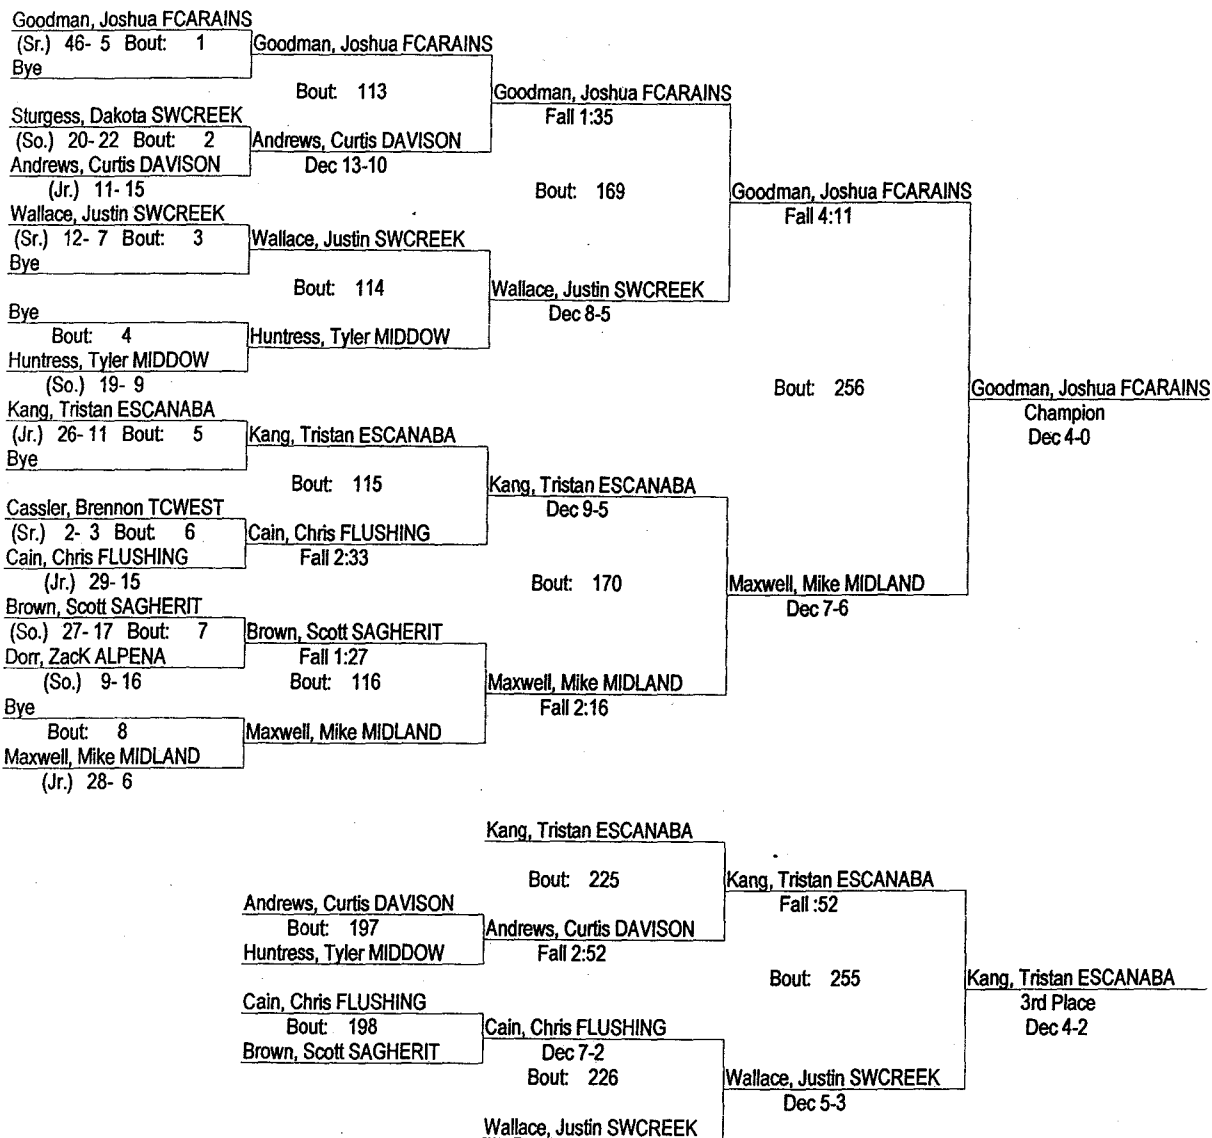 Goodman, Joshua FCARAINS
(Sr.) 46- 5 Bout: 1
Bye
Goodman, Joshua FCARAINS
Bout: 113
Sturgess, Dakota SWCREEK
(So.) 20- 22 Bout: 2
Andrews, Curtis DAVISON
(Jr.) 11- 15
Andrews, Curtis DAVISON
Dec 13-10
Goodman, Joshua FCARAINS
Fall 1:35
Bout: 169
Wallace, Justin SWCREEK
(Sr.) 12- 7 Bout: 3
Bye
Wallace, Justin SWCREEK
Bout: 114
Bye
Bout: 4
Huntress, Tyler MIDDOW
(So.) 19- 9
Huntress, Tyler MIDDOW
Wallace, Justin SWCREEK
Dec 8-5
Goodman, Joshua FCARAINS
Fall 4:11
Bout: 256
Goodman, Joshua FCARAINS
Champion
Dec 4-0
Kang, Tristan ESCANABA
(Jr.) 26- 11 Bout: 5
Bye
Kang, Tristan ESCANABA
Bout: 115
Cassler, Brennon TCWEST
(Sr.) 2- 3 Bout: 6
Cain, Chris FLUSHING
(Jr.) 29- 15
Cain, Chris FLUSHING
Fall 2:33
Kang, Tristan ESCANABA
Dec 9-5
Bout: 170
Brown, Scott SAGHERIT
(So.) 27- 17 Bout: 7
Dorr, ZacK ALPENA
(So.) 9- 16
Brown, Scott SAGHERIT
Fall 1:27
Bout: 116
Bye
Bout: 8
Maxwell, Mike MIDLAND
(Jr.) 28- 6
Maxwell, Mike MIDLAND
Maxwell, Mike MIDLAND
Fall 2:16
Maxwell, Mike MIDLAND
Dec 7-6
Kang, Tristan ESCANABA
Bout: 225
Andrews, Curtis DAVISON
Bout: 197
Huntress, Tyler MIDDOW
Andrews, Curtis DAVISON
Fall 2:52
Kang, Tristan ESCANABA
Fall :52
Bout: 255
Kang, Tristan ESCANABA
3rd Place
Dec 4-2
Cain, Chris FLUSHING
Bout: 198
Brown, Scott SAGHERIT
Cain, Chris FLUSHING
Dec 7-2
Bout: 226
Wallace, Justin SWCREEK
Dec 5-3
Wallace, Justin SWCREEK